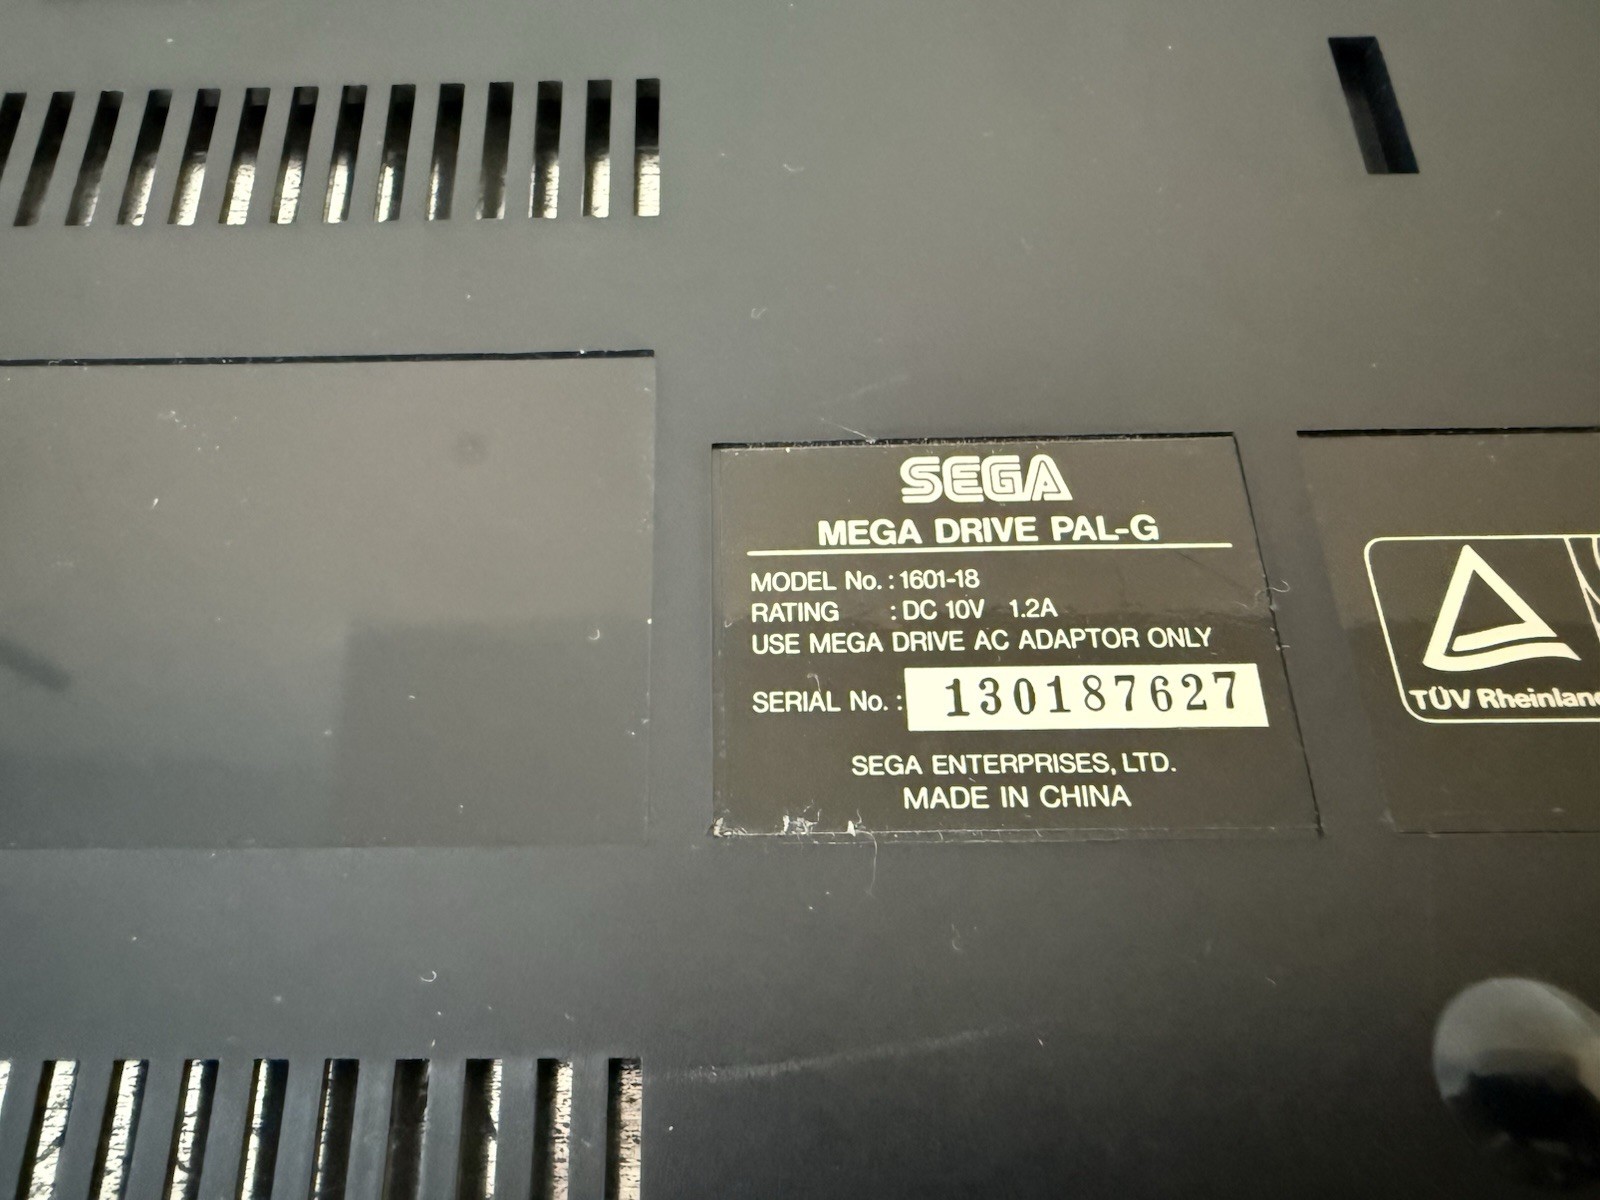 SEGA
MEGA DRIVE PAL-G
MODEL No. : 1601-18
RATING : DC 10V 1.2A
USE MEGA DRIVE AC ADAPTOR ONLY
SERIAL No. : 130187627
SEGA ENTERPRISES, LTD.
MADE IN CHINA
TÜV